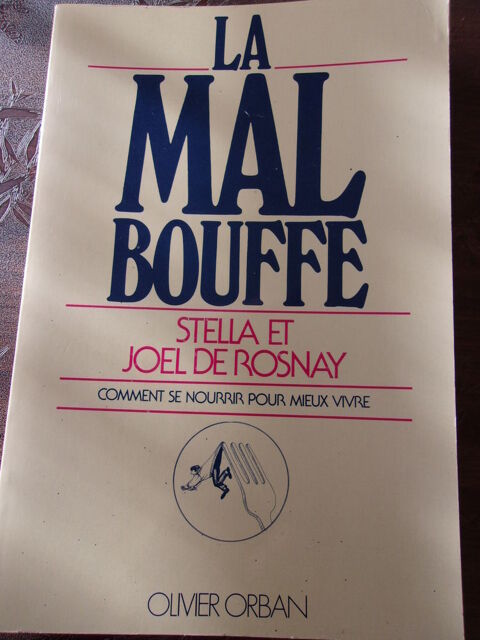 LA
MAL
BOUFFE
STELLA ET
JOEL DE ROSNAY
COMMENT SE NOURRIR POUR MIEUX VIVRE
OLIVIER ORBAN